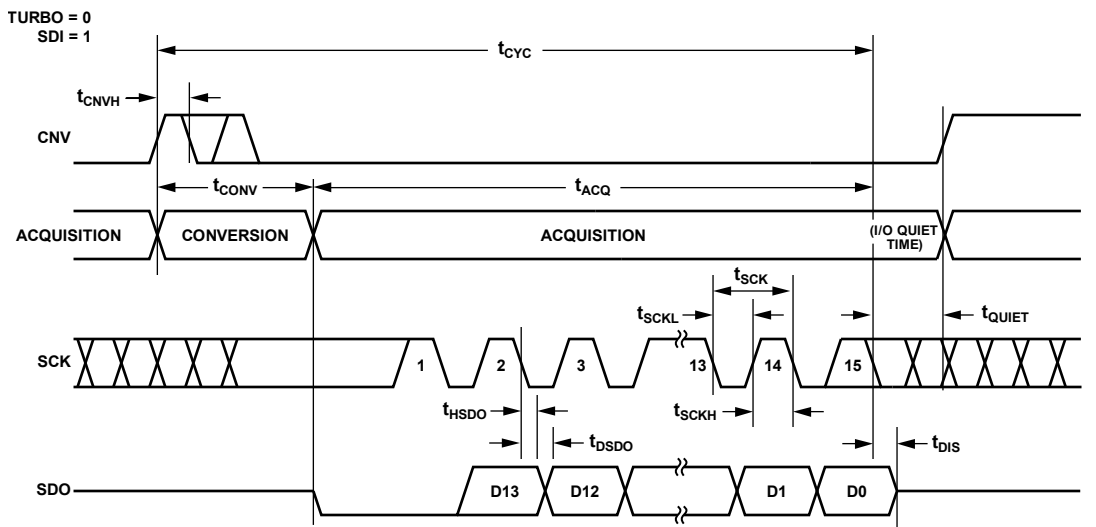 TURBO = 0
SDI = 1
tCYC
tCNVH
CNV
tCONV
tACQ
ACQUISITION
CONVERSION
ACQUISITION
(I/O QUIET
TIME)
tSCK
tSCKL
tQUIET
SCK
1
2
3
13
14
15
tHSDO
tSCKH
tDSDO
tDIS
SDO
D13
D12
D1
D0